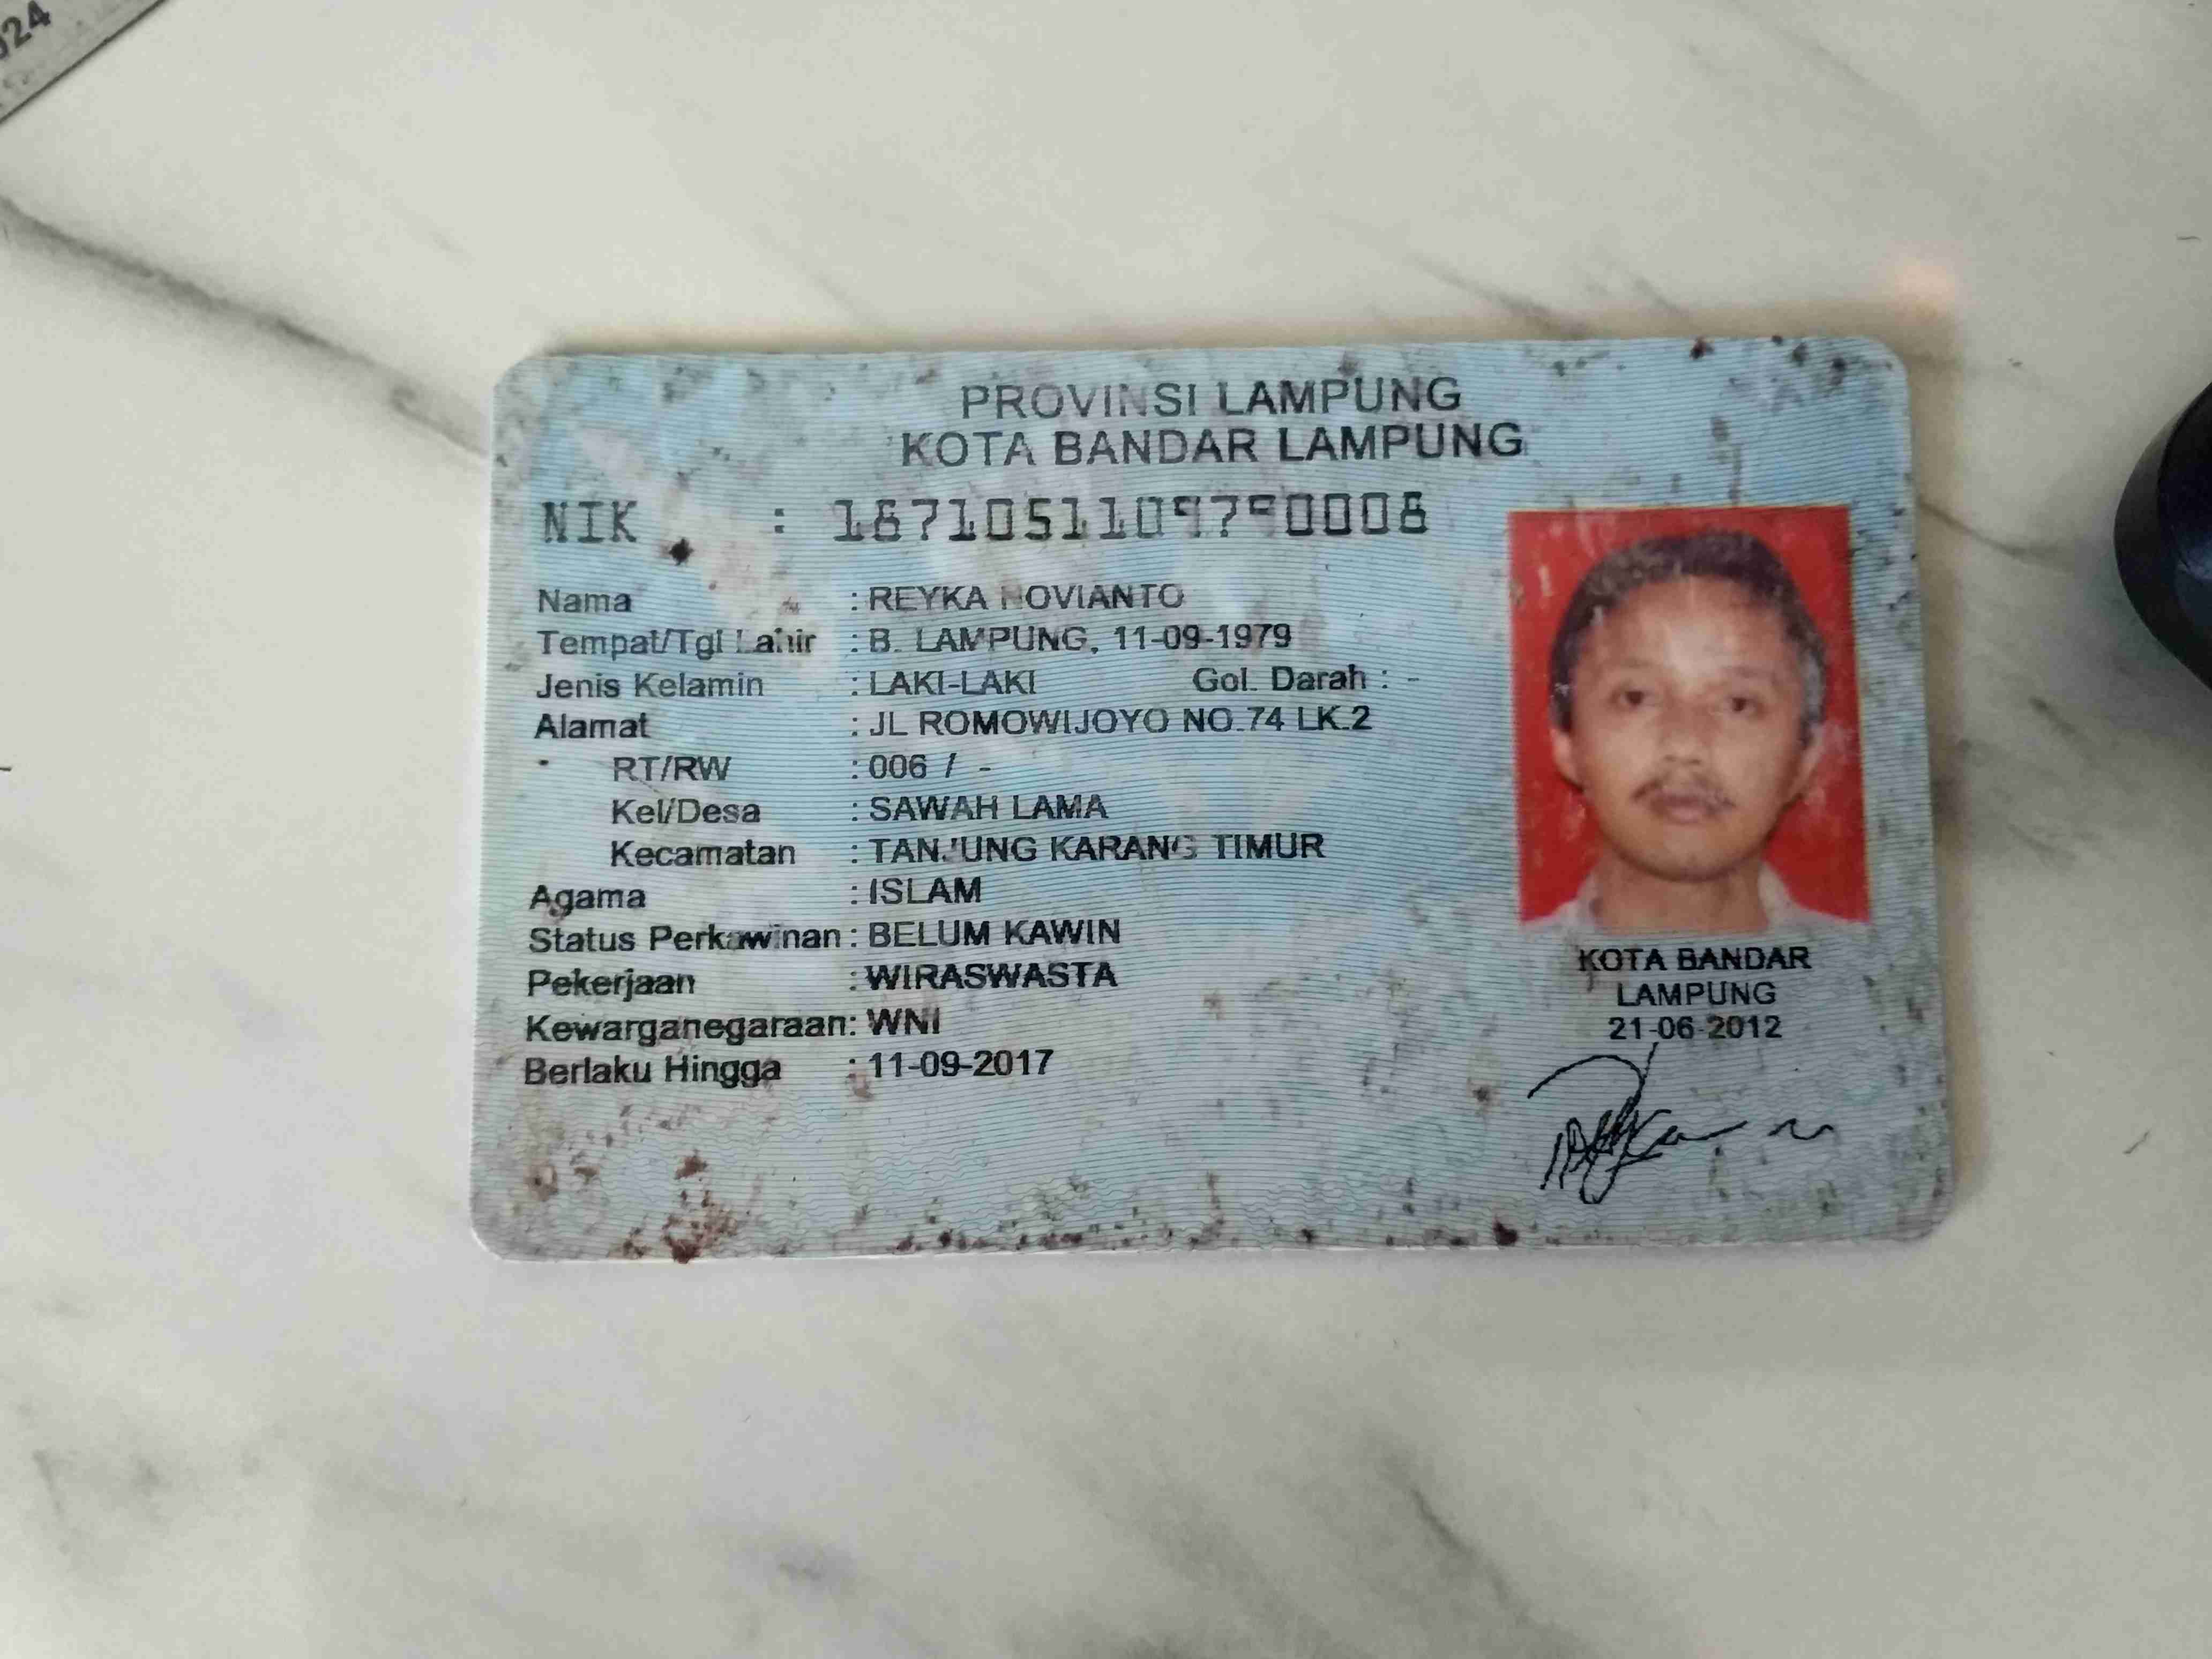 024
PROVINSI LAMPUNG
KOTA BANDAR LAMPUNG
NIK : 1871051109790008
Nama : REYKA NOVIANTO
Tempat/Tgl Lahir : B. LAMPUNG, 11-09-1979
Jenis Kelamin : LAKI-LAKI Gol. Darah : -
Alamat : JL ROMOWIJOYO NO.74 LK.2
RT/RW : 006 / -
Kel/Desa : SAWAH LAMA
Kecamatan : TANJUNG KARANG TIMUR
Agama : ISLAM
Status Perkawinan : BELUM KAWIN
Pekerjaan : WIRASWASTA
Kewarganegaraan: WNI
Berlaku Hingga : 11-09-2017
KOTA BANDAR
LAMPUNG
21-06-2012